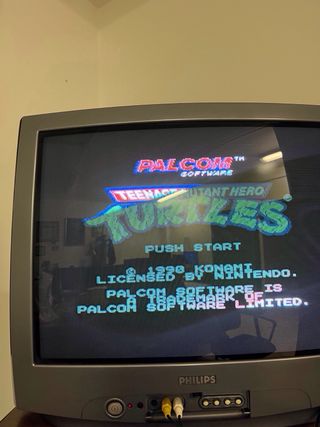 PALCOM™
SOFTWARE
TEENAGE MUTANT HERO
TURTLES
PUSH START
© 1990 KONAMI
LICENSED BY NINTENDO.
PALCOM SOFTWARE IS
A TRADEMARK OF
PALCOM SOFTWARE LIMITED.
PHILIPS